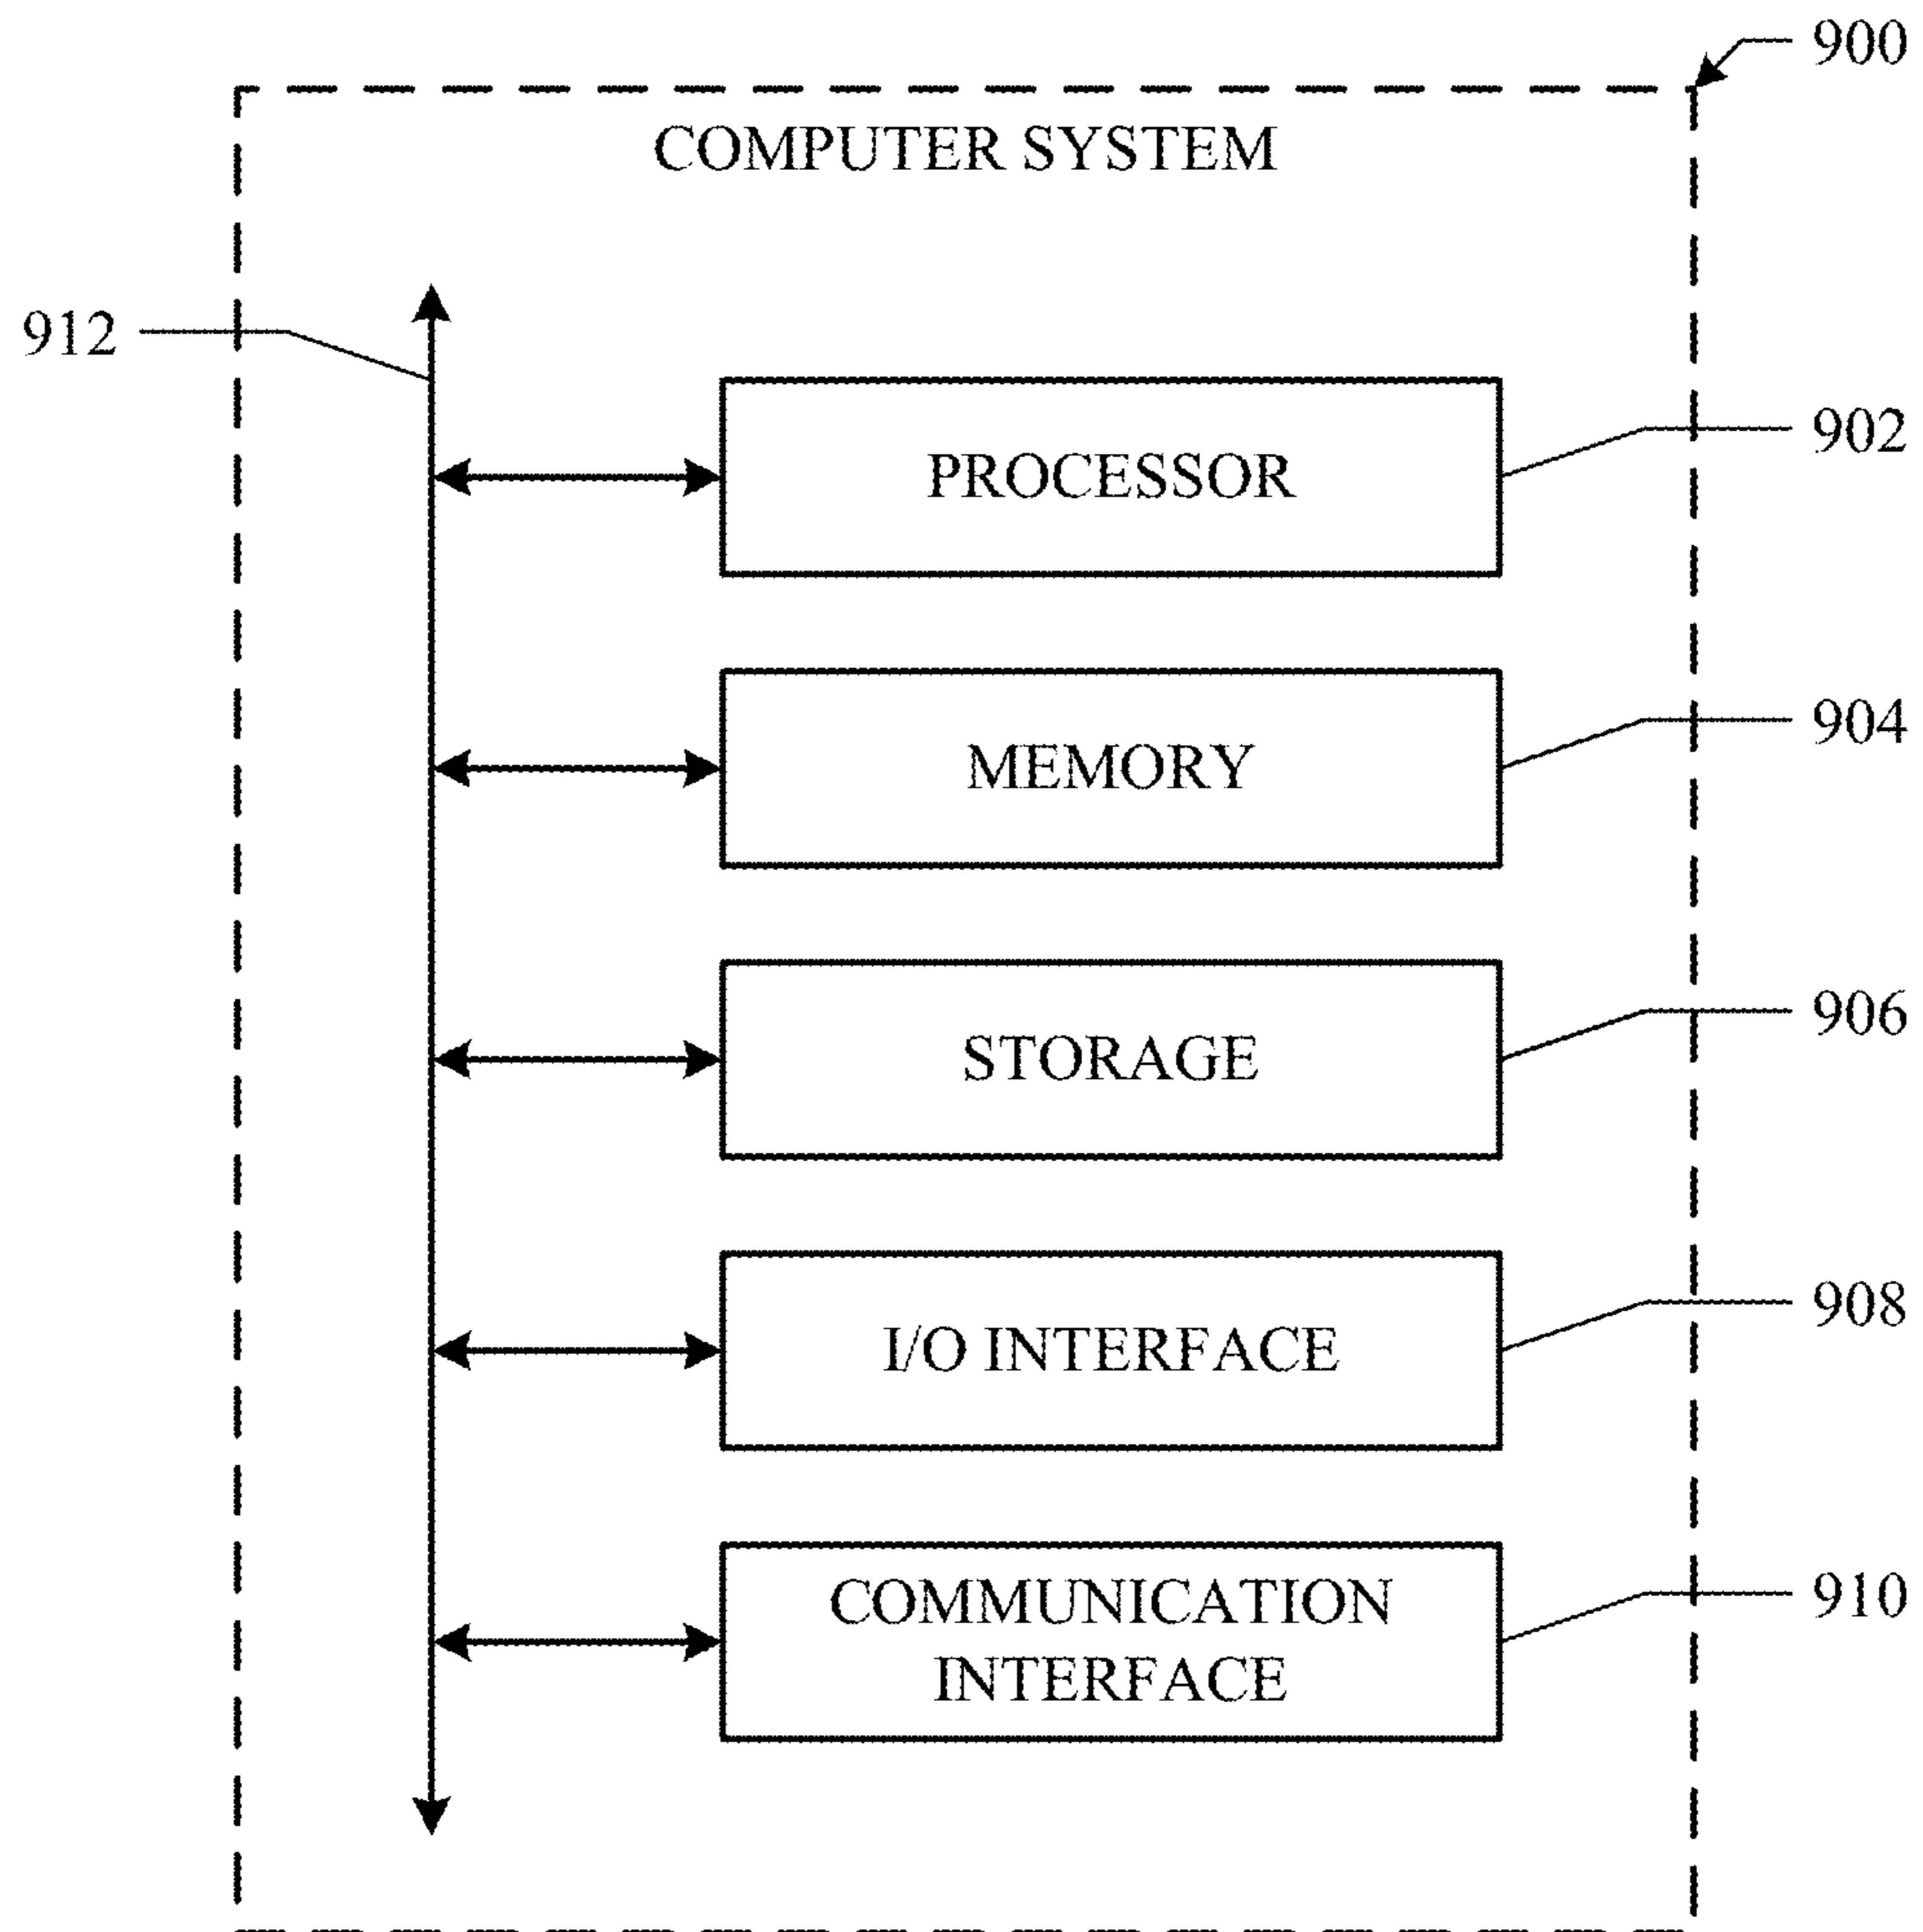 900
COMPUTER SYSTEM
912
PROCESSOR
902
MEMORY
904
STORAGE
906
I/O INTERFACE
908
COMMUNICATION
INTERFACE
910